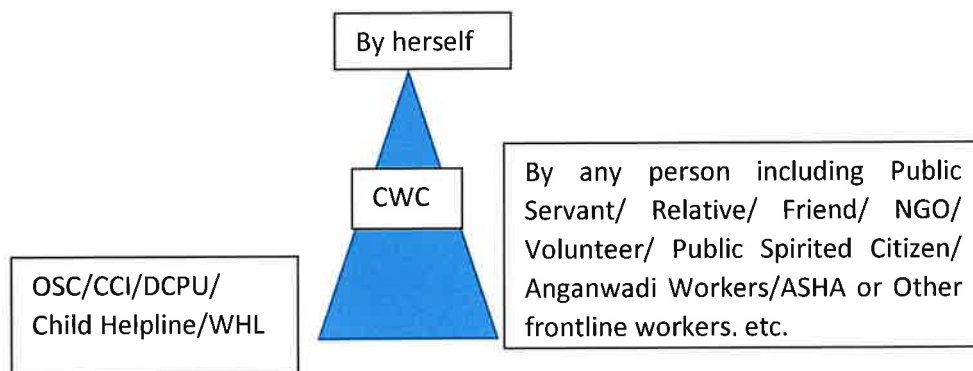 By herself
CWC
By any person including Public
Servant/ Relative/ Friend/ NGO/
Volunteer/ Public Spirited Citizen/
Anganwadi Workers/ASHA or Other
frontline workers. etc.
OSC/CCI/DCPU/
Child Helpline/WHL